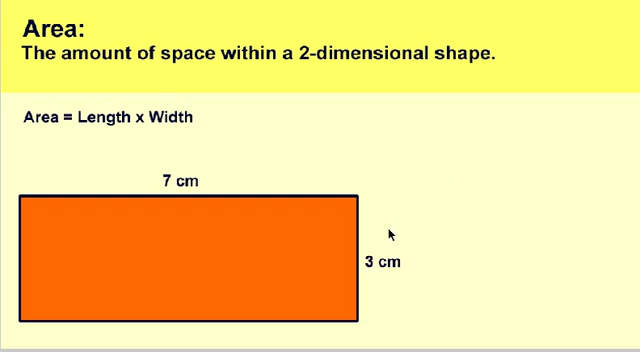 Area:
The amount of space within a 2-dimensional shape.
Area = Length x Width
7 cm
3 cm